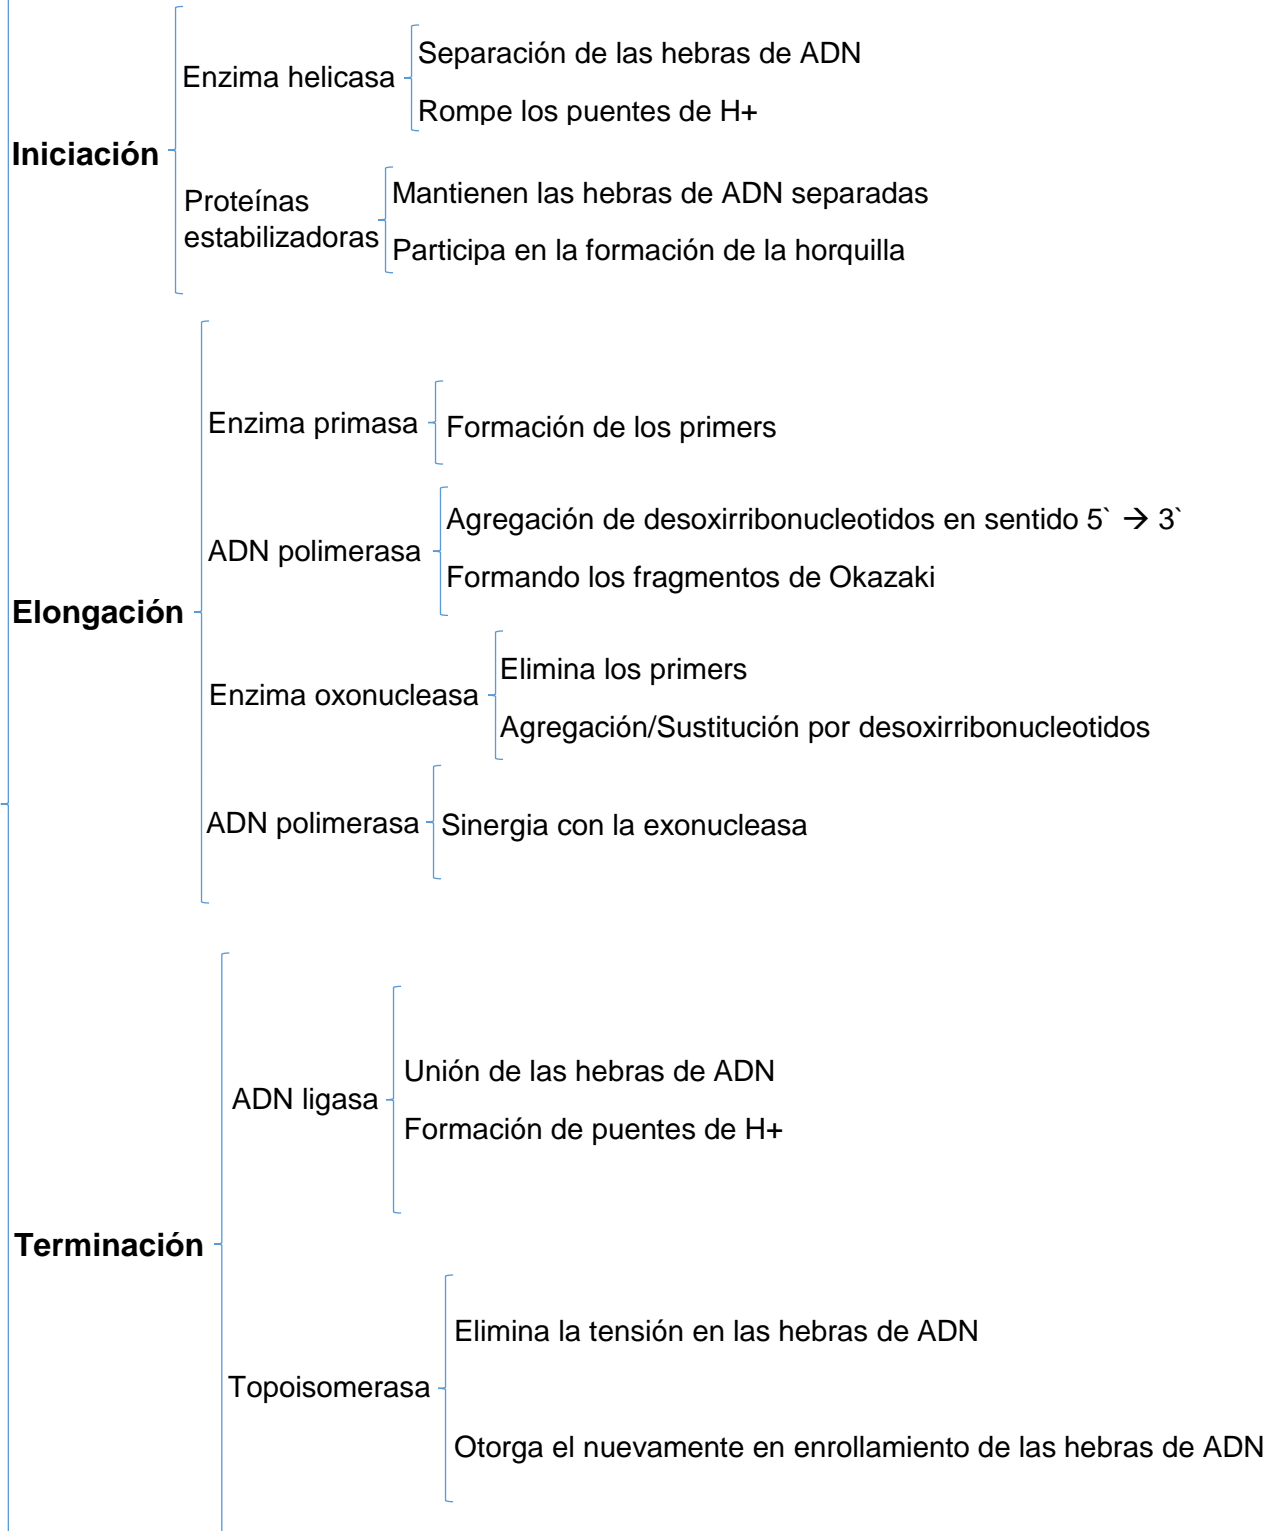 Iniciación
Enzima helicasa
Separación de las hebras de ADN
Rompe los puentes de H+
Proteínas
estabilizadoras
Mantienen las hebras de ADN separadas
Participa en la formación de la horquilla
Elongación
Enzima primasa
Formación de los primers
ADN polimerasa
Agregación de desoxirribonucleotidos en sentido 5` → 3`
Formando los fragmentos de Okazaki
Enzima oxonucleasa
Elimina los primers
Agregación/Sustitución por desoxirribonucleotidos
ADN polimerasa
Sinergia con la exonucleasa
Terminación
ADN ligasa
Unión de las hebras de ADN
Formación de puentes de H+
Topoisomerasa
Elimina la tensión en las hebras de ADN
Otorga el nuevamente en enrollamiento de las hebras de ADN